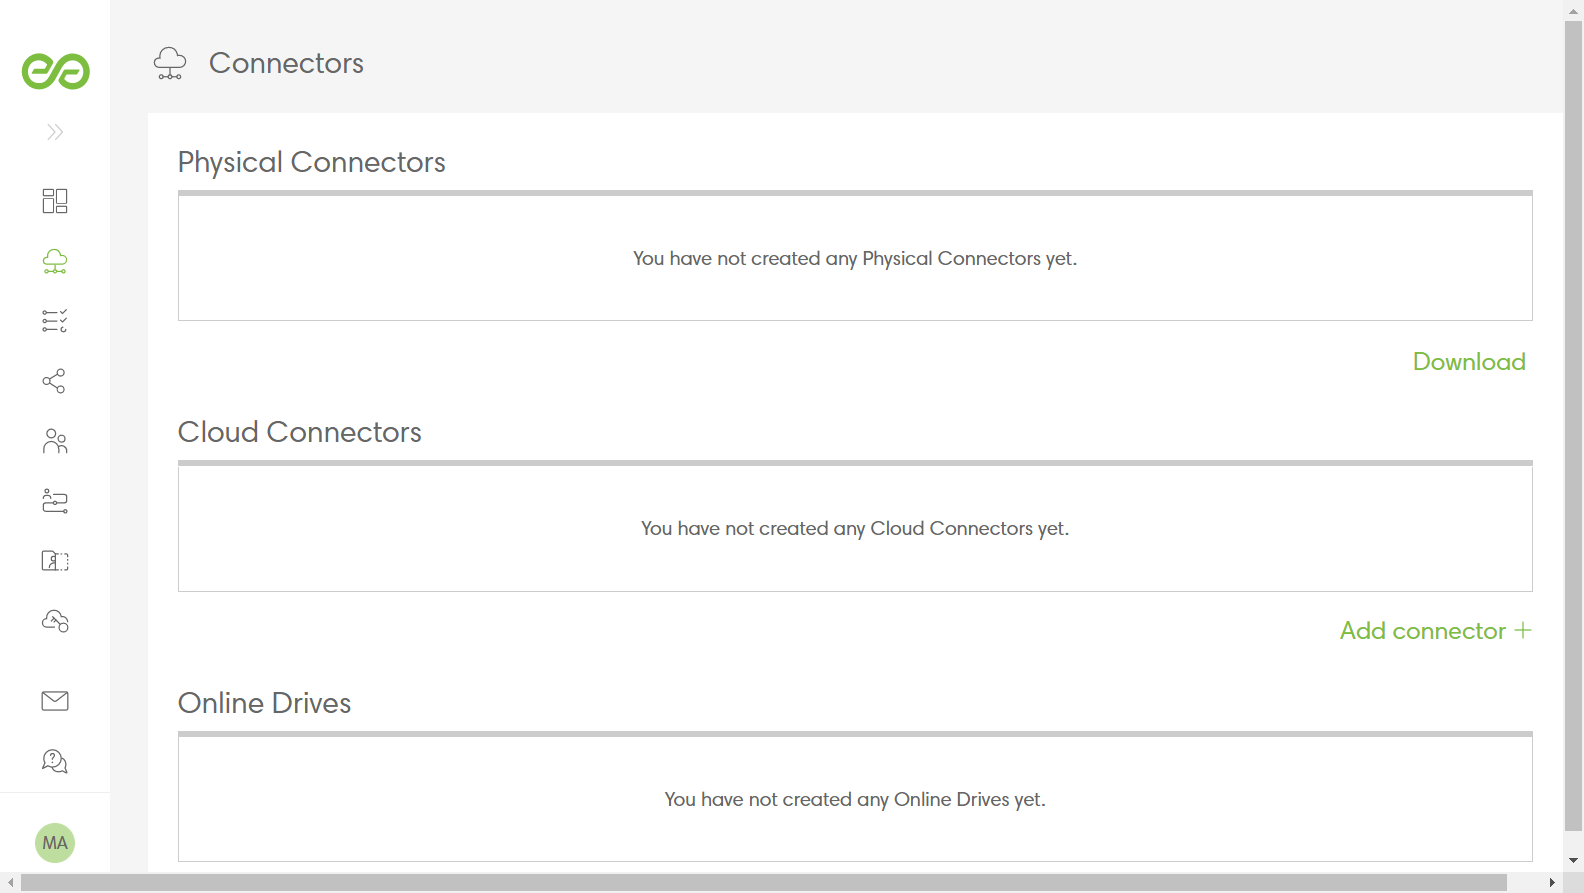 Connectors
Physical Connectors
You have not created any Physical Connectors yet.
Download
Cloud Connectors
You have not created any Cloud Connectors yet.
Add connector +
Online Drives
You have not created any Online Drives yet.
MA